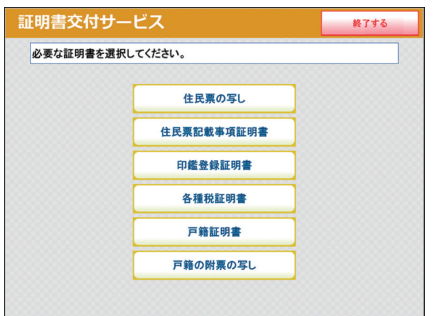 証明書交付サービス
終了する
必要な証明書を選択してください。
住民票の写し
住民票記載事項証明書
印鑑登録証明書
各種税証明書
戸籍証明書
戸籍の附票の写し